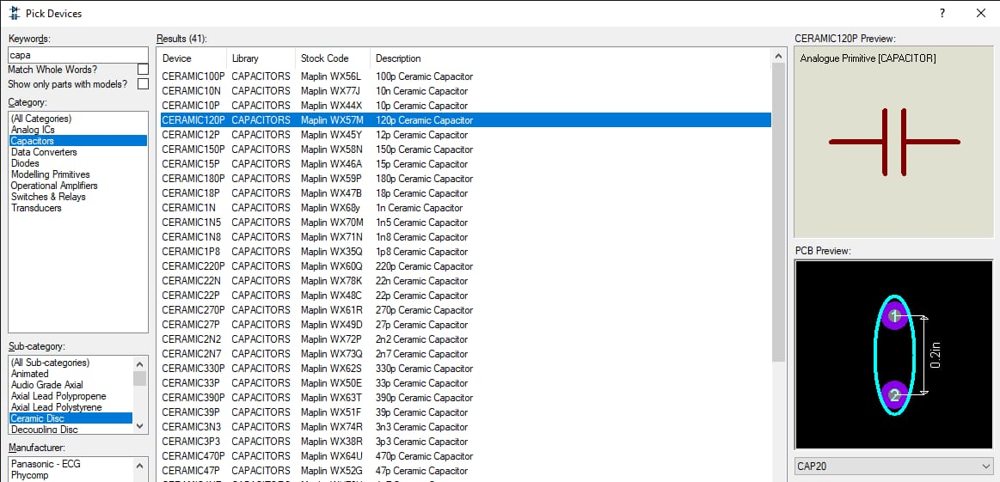 Pick Devices
?
Keywords:
capa
Match Whole Words?
Show only parts with models?
Category:
(All Categories)
Analog ICs
Capacitors
Data Converters
Diodes
Modelling Primitives
Operational Amplifiers
Switches & Relays
Transducers
Sub-category:
(All Sub-categories)
Animated
Audio Grade Axial
Axial Lead Polypropene
Axial Lead Polystyrene
Ceramic Disc
Decoupling Disc
Manufacturer:
Panasonic - ECG
Phycomp
Results (41):
Device Library Stock Code Description
CERAMIC100P CAPACITORS Maplin WX56L 100p Ceramic Capacitor
CERAMIC10N CAPACITORS Maplin WX77J 10n Ceramic Capacitor
CERAMIC10P CAPACITORS Maplin WX44X 10p Ceramic Capacitor
CERAMIC120P CAPACITORS Maplin WX57M 120p Ceramic Capacitor
CERAMIC12P CAPACITORS Maplin WX45Y 12p Ceramic Capacitor
CERAMIC150P CAPACITORS Maplin WX58N 150p Ceramic Capacitor
CERAMIC15P CAPACITORS Maplin WX46A 15p Ceramic Capacitor
CERAMIC180P CAPACITORS Maplin WX59P 180p Ceramic Capacitor
CERAMIC18P CAPACITORS Maplin WX47B 18p Ceramic Capacitor
CERAMIC1N CAPACITORS Maplin WX68y 1n Ceramic Capacitor
CERAMIC1N5 CAPACITORS Maplin WX70M 1n5 Ceramic Capacitor
CERAMIC1N8 CAPACITORS Maplin WX71N 1n8 Ceramic Capacitor
CERAMIC1P8 CAPACITORS Maplin WX35Q 1p8 Ceramic Capacitor
CERAMIC220P CAPACITORS Maplin WX60Q 220p Ceramic Capacitor
CERAMIC22N CAPACITORS Maplin WX78K 22n Ceramic Capacitor
CERAMIC22P CAPACITORS Maplin WX48C 22p Ceramic Capacitor
CERAMIC270P CAPACITORS Maplin WX61R 270p Ceramic Capacitor
CERAMIC27P CAPACITORS Maplin WX49D 27p Ceramic Capacitor
CERAMIC2N2 CAPACITORS Maplin WX72P 2n2 Ceramic Capacitor
CERAMIC2N7 CAPACITORS Maplin WX73Q 2n7 Ceramic Capacitor
CERAMIC330P CAPACITORS Maplin WX62S 330p Ceramic Capacitor
CERAMIC33P CAPACITORS Maplin WX50E 33p Ceramic Capacitor
CERAMIC390P CAPACITORS Maplin WX63T 390p Ceramic Capacitor
CERAMIC39P CAPACITORS Maplin WX51F 39p Ceramic Capacitor
CERAMIC3N3 CAPACITORS Maplin WX74R 3n3 Ceramic Capacitor
CERAMIC3P3 CAPACITORS Maplin WX38R 3p3 Ceramic Capacitor
CERAMIC470P CAPACITORS Maplin WX64U 470p Ceramic Capacitor
CERAMIC47P CAPACITORS Maplin WX52G 47p Ceramic Capacitor
CERAMIC120P Preview:
Analogue Primitive [CAPACITOR]
PCB Preview:
1
0.2in
2
CAP20